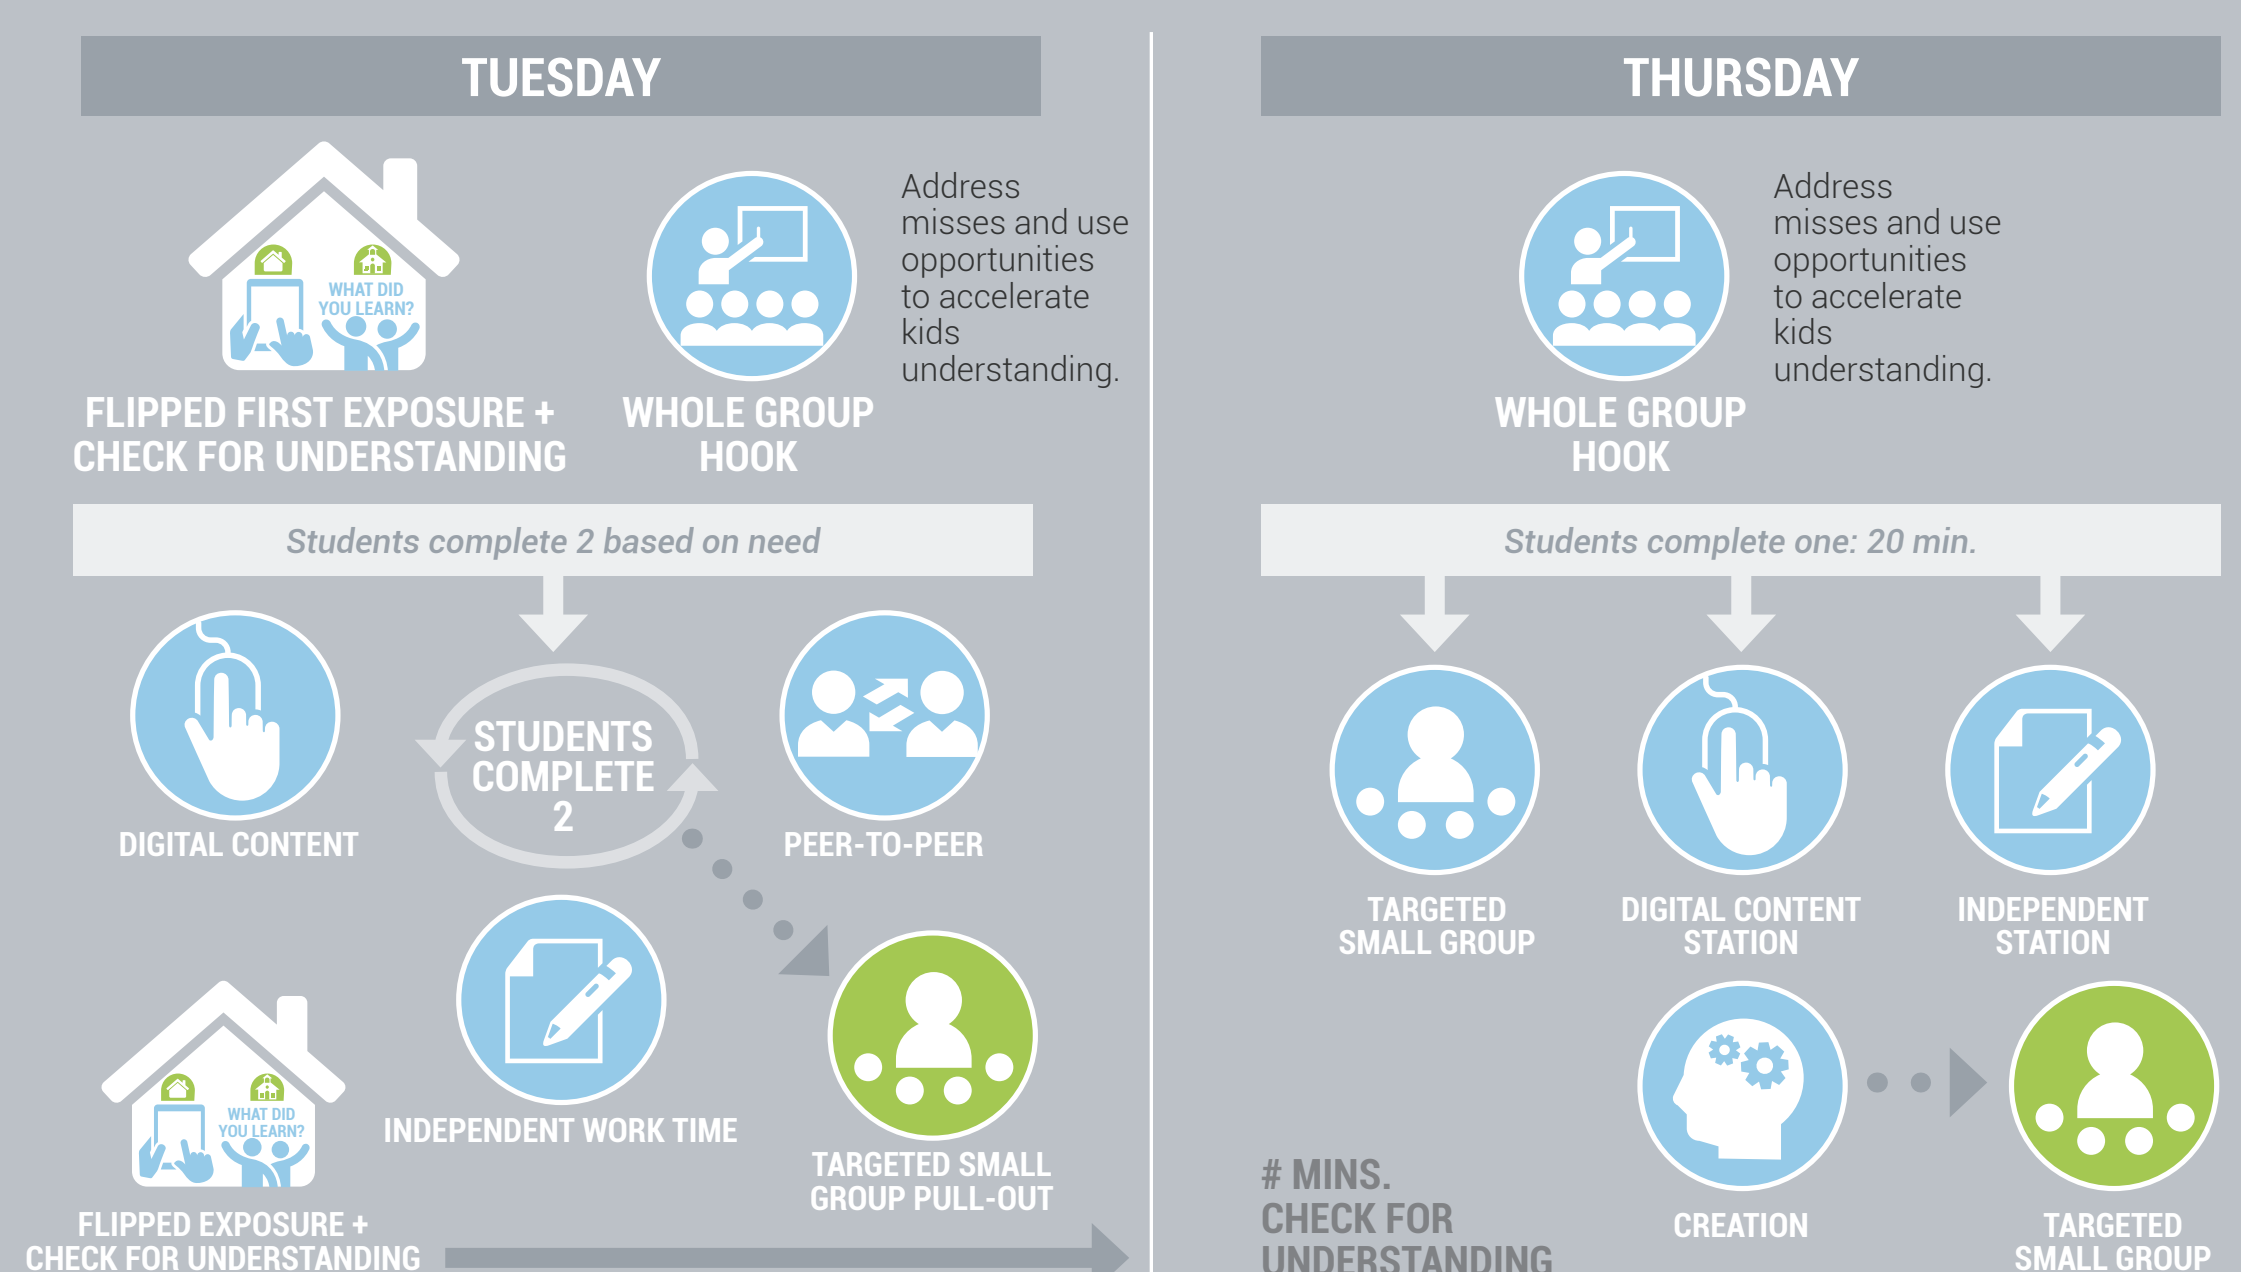 TUESDAY
WHAT DID
YOU LEARN?
FLIPPED FIRST EXPOSURE +
CHECK FOR UNDERSTANDING
WHOLE GROUP
HOOK
Address
misses and use
opportunities
to accelerate
kids
understanding.
Students complete 2 based on need
DIGITAL CONTENT
STUDENTS
COMPLETE
2
PEER-TO-PEER
INDEPENDENT WORK TIME
TARGETED SMALL
GROUP PULL-OUT
WHAT DID
YOU LEARN?
FLIPPED EXPOSURE +
CHECK FOR UNDERSTANDING
THURSDAY
WHOLE GROUP
HOOK
Address
misses and use
opportunities
to accelerate
kids
understanding.
Students complete one: 20 min.
TARGETED
SMALL GROUP
DIGITAL CONTENT
STATION
INDEPENDENT
STATION
# MINS.
CHECK FOR
UNDERSTANDING
CREATION
TARGETED
SMALL GROUP